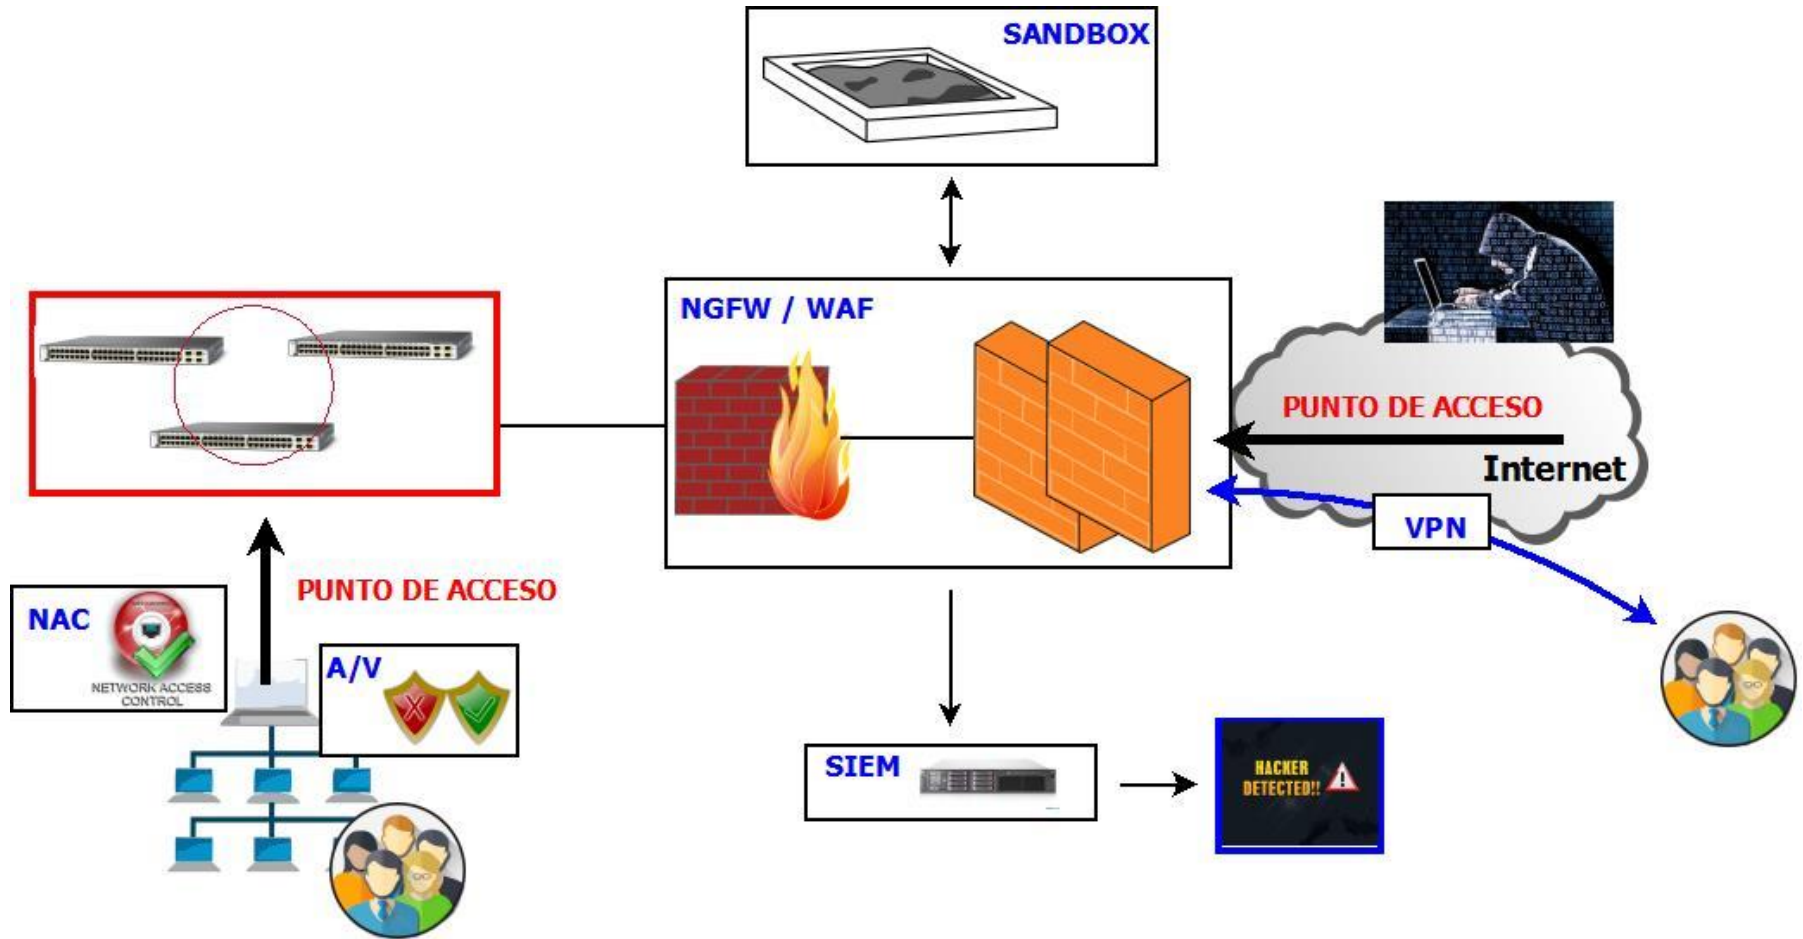 SANDBOX
NGFW / WAF
PUNTO DE ACCESO
Internet
VPN
PUNTO DE ACCESO
NAC
NETWORK ACCESS
CONTROL
A/V
SIEM
HACKER
DETECTED!!